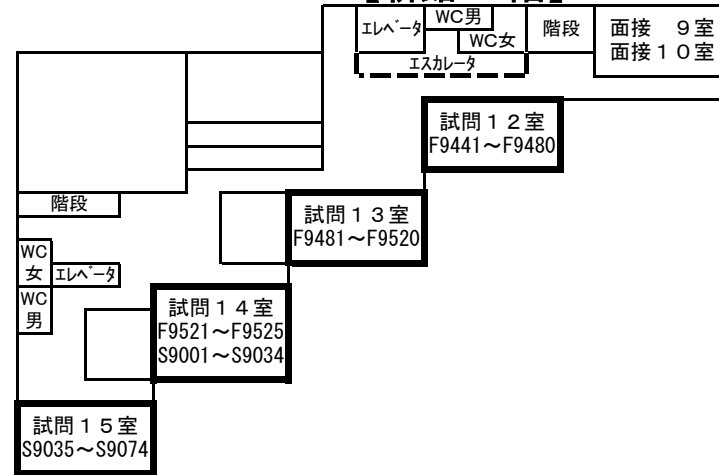 エレベータ
WC男
WC女
階段
面接　９室
面接１０室
エスカレータ
試問１２室
F9441～F9480
階段
試問１３室
F9481～F9520
WC
女
エレベータ
WC
男
試問１４室
F9521～F9525
S9001～S9034
試問１５室
S9035～S9074